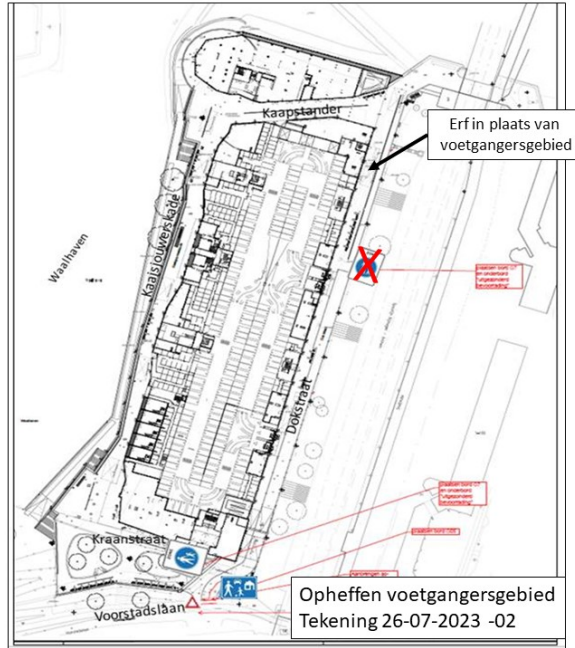 Kaapstander
Erf in plaats van
voetgangersgebied
Kaaisjouwerskade
Waalhaven
Dokstraat
Kraanstraat
Voorstadslaan
Opheffen voetgangersgebied
Tekening 26-07-2023 -02